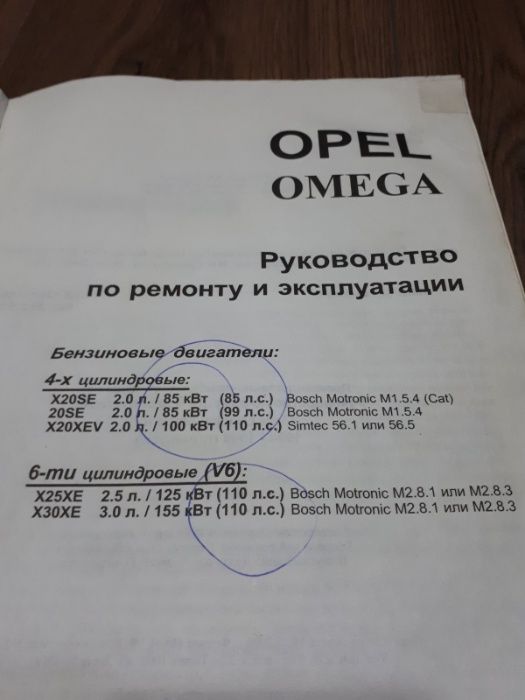 OPEL
OMEGA
Руководство
по ремонту и эксплуатации
Бензиновые двигатели:
4-х цилиндровые:
X20SE 2.0 л. / 85 кВт (85 л.с.) Bosch Motronic M1.5.4 (Cat)
20SE 2.0 л. / 85 кВт (99 л.с.) Bosch Motronic M1.5.4
X20XEV 2.0 л. / 100 кВт (110 л.с.) Simtec 56.1 или 56.5
6-ти цилиндровые (V6):
X25XE 2.5 л. / 125 кВт (110 л.с.) Bosch Motronic M2.8.1 или M2.8.3
X30XE 3.0 л. / 155 кВт (110 л.с.) Bosch Motronic M2.8.1 или M2.8.3